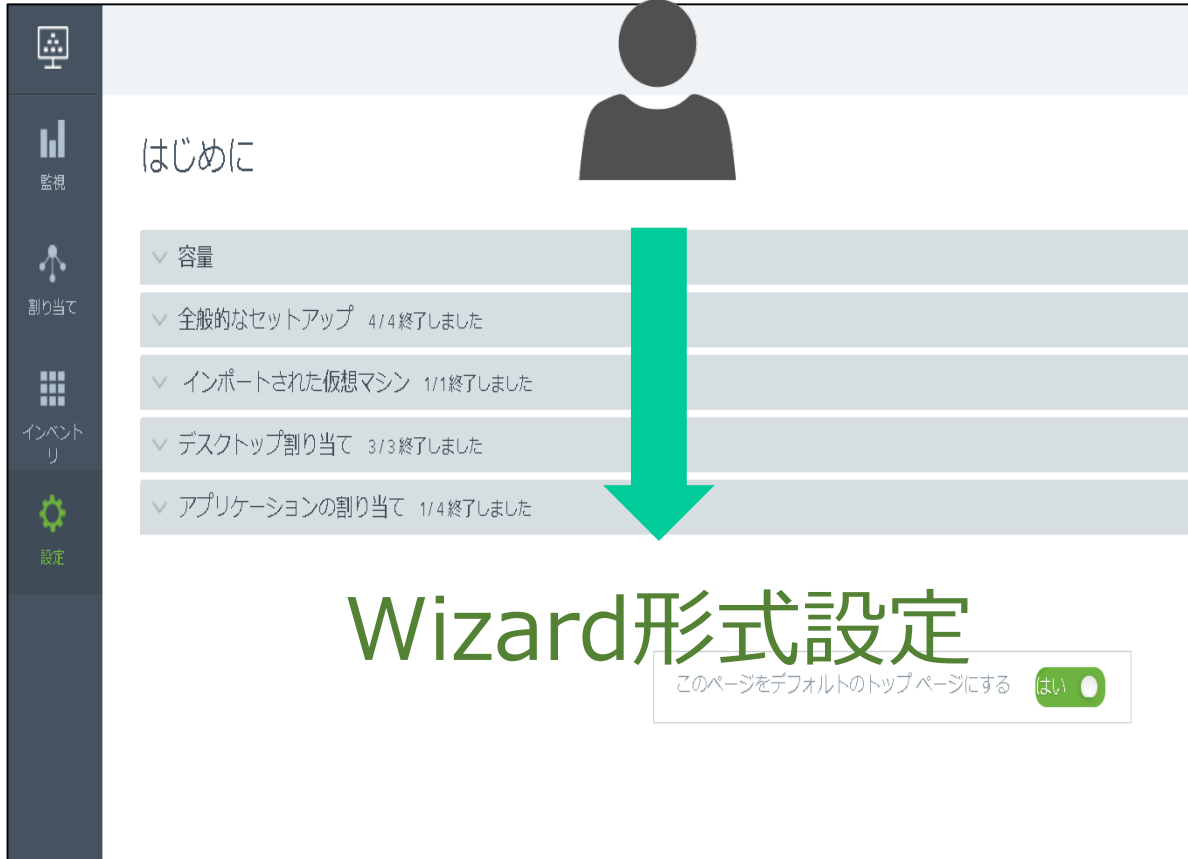 監視
割り当て
インベント
リ
設定
はじめに
容量
全般的なセットアップ 4/4終了しました
インポートされた仮想マシン 1/1終了しました
デスクトップ割り当て 3/3終了しました
アプリケーションの割り当て 1/4終了しました
Wizard形式設定
このページをデフォルトのトップ ページにする はい